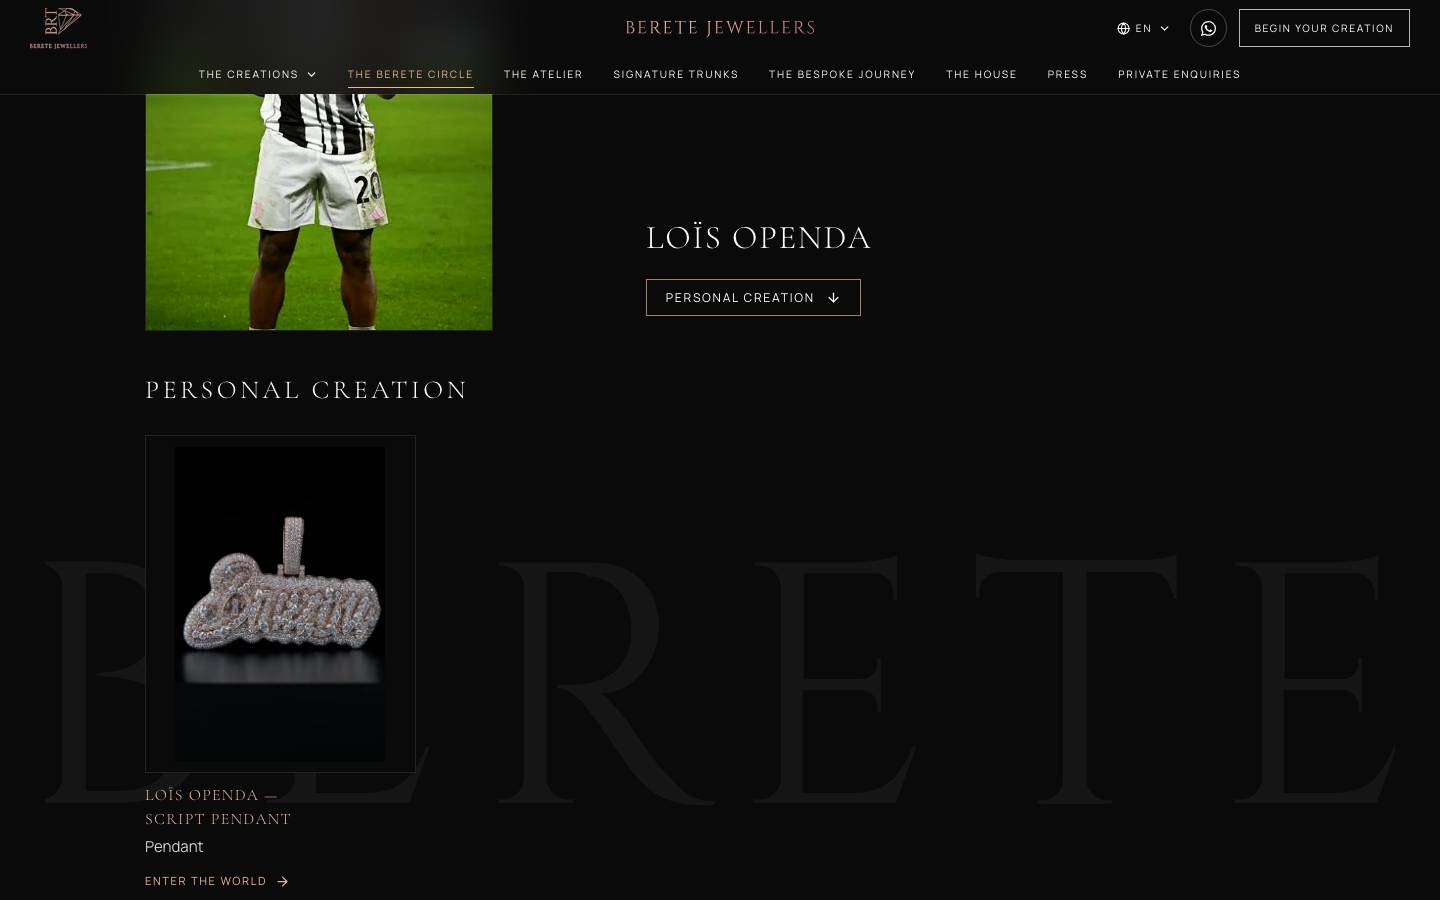 BRT
BERETE JEWELLERS
BERETE JEWELLERS
EN
BEGIN YOUR CREATION
THE CREATIONS
THE BERETE CIRCLE
THE ATELIER
SIGNATURE TRUNKS
THE BESPOKE JOURNEY
THE HOUSE
PRESS
PRIVATE ENQUIRIES
20
LOÏS OPENDA
PERSONAL CREATION
PERSONAL CREATION
BERETE
LOÏS OPENDA —
SCRIPT PENDANT
Pendant
ENTER THE WORLD